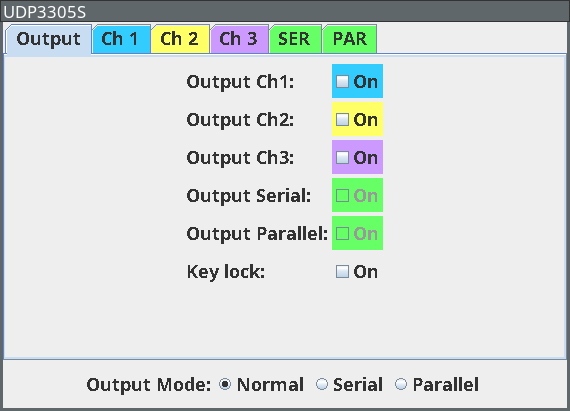 UDP3305S
Output Ch 1 Ch 2 Ch 3 SER PAR
Output Ch1: On
Output Ch2: On
Output Ch3: On
Output Serial: On
Output Parallel: On
Key lock: On
Output Mode: Normal Serial Parallel